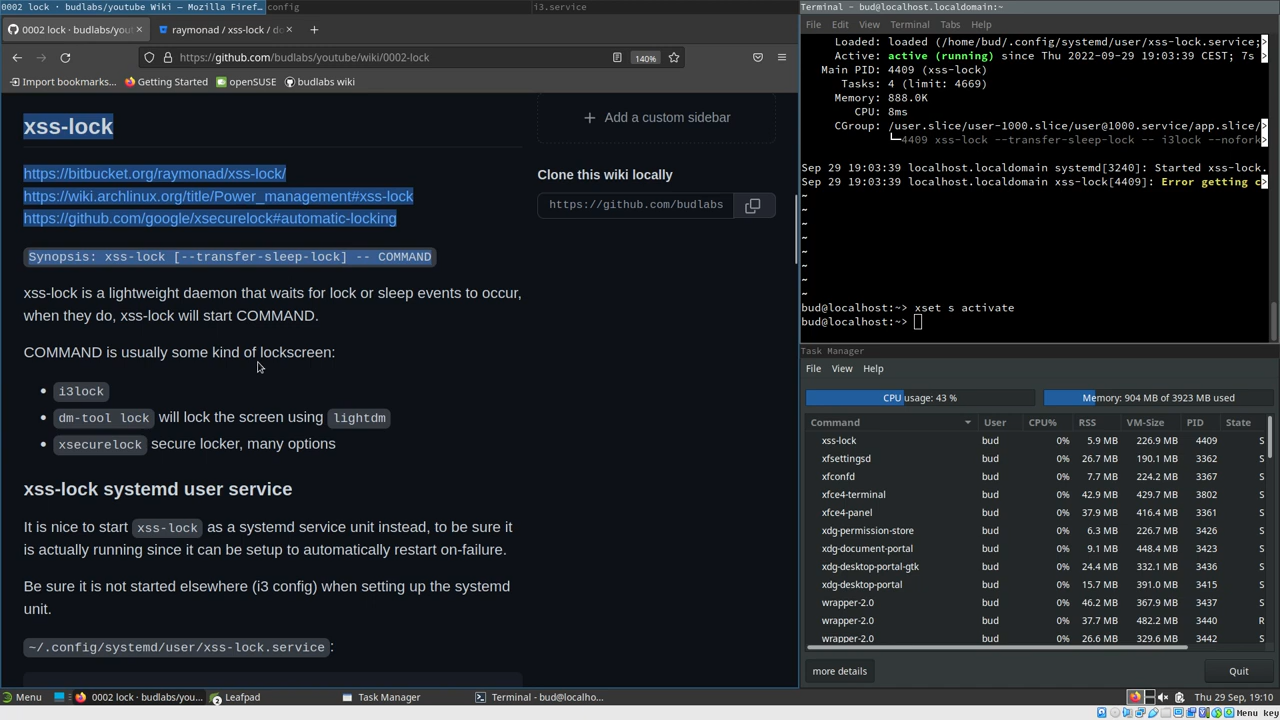 0002 lock · budlabs/youtube Wiki — Mozilla Firef…
config
i3.service
Terminal - bud@localhost.localdomain:~
0002 lock · budlabs/yout
raymonad / xss-lock / do
File Edit View Terminal Tabs Help
https://github.com/budlabs/youtube/wiki/0002-lock
140%
Import bookmarks...
Getting Started
openSUSE
budlabs wiki
Loaded: loaded (/home/bud/.config/systemd/user/xss-lock.service;>
Active: active (running) since Thu 2022-09-29 19:03:39 CEST; 7s >
Main PID: 4409 (xss-lock)
Tasks: 4 (limit: 4669)
Memory: 888.0K
CPU: 8ms
CGroup: /user.slice/user-1000.slice/user@1000.service/app.slice/>
└─4409 xss-lock --transfer-sleep-lock -- i3lock --nofork>
Sep 29 19:03:39 localhost.localdomain systemd[3240]: Started xss-lock.
Sep 29 19:03:39 localhost.localdomain xss-lock[4409]: Error getting c>
~
~
~
~
~
~
~
~
bud@localhost:~> xset s activate
bud@localhost:~>
xss-lock
https://bitbucket.org/raymonad/xss-lock/
https://wiki.archlinux.org/title/Power_management#xss-lock
https://github.com/google/xsecurelock#automatic-locking
Synopsis: xss-lock [--transfer-sleep-lock] -- COMMAND
xss-lock is a lightweight daemon that waits for lock or sleep events to occur,
when they do, xss-lock will start COMMAND.
COMMAND is usually some kind of lockscreen:
• i3lock
• dm-tool lock will lock the screen using lightdm
• xsecurelock secure locker, many options
xss-lock systemd user service
It is nice to start xss-lock as a systemd service unit instead, to be sure it
is actually running since it can be setup to automatically restart on-failure.
Be sure it is not started elsewhere (i3 config) when setting up the systemd
unit.
~/.config/systemd/user/xss-lock.service:
Add a custom sidebar
Clone this wiki locally
https://github.com/budlabs
Task Manager
File View Help
CPU usage: 43 %
Memory: 904 MB of 3923 MB used
Command User CPU% RSS VM-Size PID State
xss-lock bud 0% 5.9 MB 226.9 MB 4409 S
xfsettingsd bud 0% 26.7 MB 190.1 MB 3362 S
xfconfd bud 0% 7.7 MB 224.2 MB 3367 S
xfce4-terminal bud 0% 42.9 MB 429.7 MB 3802 S
xfce4-panel bud 0% 37.9 MB 416.4 MB 3361 S
xdg-permission-store bud 0% 6.3 MB 226.7 MB 3426 S
xdg-document-portal bud 0% 9.1 MB 448.4 MB 3423 S
xdg-desktop-portal-gtk bud 0% 24.4 MB 332.1 MB 3436 S
xdg-desktop-portal bud 0% 15.7 MB 391.0 MB 3415 S
wrapper-2.0 bud 0% 46.2 MB 367.9 MB 3437 S
wrapper-2.0 bud 0% 37.7 MB 482.2 MB 3440 R
wrapper-2.0 bud 0% 26.6 MB 329.6 MB 3442 S
more details
Quit
Menu
0002 lock · budlabs/you...
2
Leafpad
Task Manager
Terminal - bud@localho...
Thu 29 Sep, 19:10
Menu key